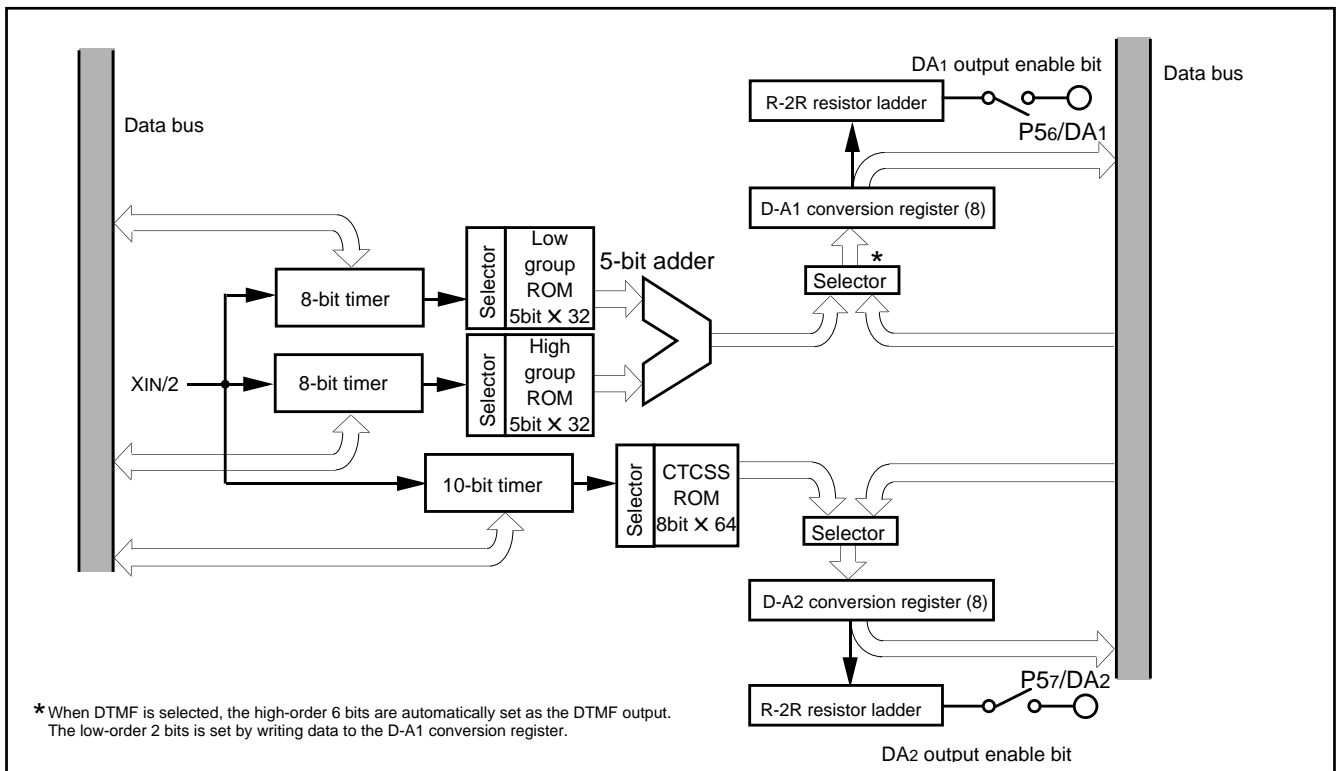 DA1 output enable bit
Data bus
R-2R resistor ladder
P56/DA1
Data bus
D-A1 conversion register (8)
*
Selector
5-bit adder
Selector
Low
group
ROM
5bit X 32
8-bit timer
XIN/2
8-bit timer
Selector
High
group
ROM
5bit X 32
10-bit timer
Selector
CTCSS
ROM
8bit X 64
Selector
D-A2 conversion register (8)
P57/DA2
R-2R resistor ladder
DA2 output enable bit
* When DTMF is selected, the high-order 6 bits are automatically set as the DTMF output.
The low-order 2 bits is set by writing data to the D-A1 conversion register.